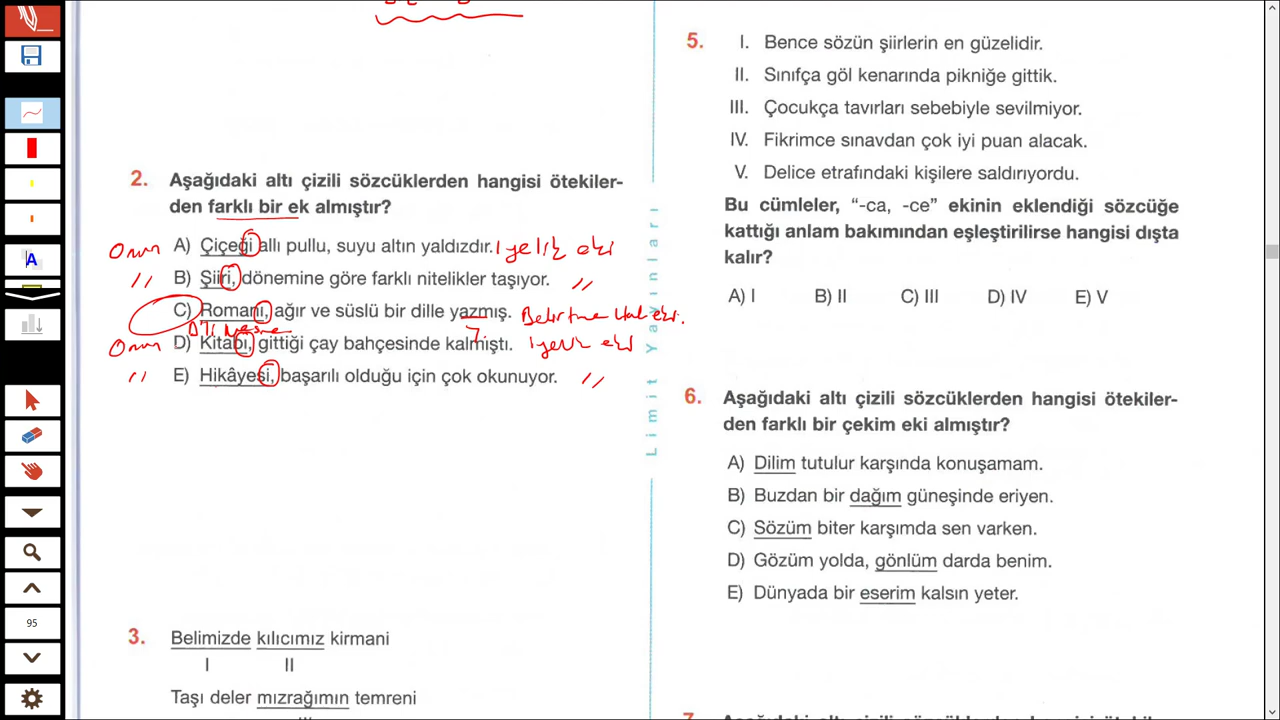 2. Aşağıdaki altı çizili sözcüklerden hangisi ötekiler-
den farklı bir ek almıştır?
Onun A) Çiçeği allı pullu, suyu altın yaldızdır. iyelik eki
" B) Şiiri, dönemine göre farklı nitelikler taşıyor. "
C) Romanı, ağır ve süslü bir dille yazmış. Belirtme hal eki.
Onun D) Kitabı, gittiği çay bahçesinde kalmıştı. iyelik eki
" E) Hikâyesi, başarılı olduğu için çok okunuyor. "
3. Belimizde kılıcımız kirmani
I II
Taşı deler mızrağımın temreni
Limit Yayınları
5. I. Bence sözün şiirlerin en güzelidir.
II. Sınıfça göl kenarında pikniğe gittik.
III. Çocukça tavırları sebebiyle sevilmiyor.
IV. Fikrimce sınavdan çok iyi puan alacak.
V. Delice etrafındaki kişilere saldırıyordu.
Bu cümleler, “-ca, -ce” ekinin eklendiği sözcüğe
kattığı anlam bakımından eşleştirilirse hangisi dışta
kalır?
A) I B) II C) III D) IV E) V
6. Aşağıdaki altı çizili sözcüklerden hangisi ötekiler-
den farklı bir çekim eki almıştır?
A) Dilim tutulur karşında konuşamam.
B) Buzdan bir dağım güneşinde eriyen.
C) Sözüm biter karşımda sen varken.
D) Gözüm yolda, gönlüm darda benim.
E) Dünyada bir eserim kalsın yeter.
A
95